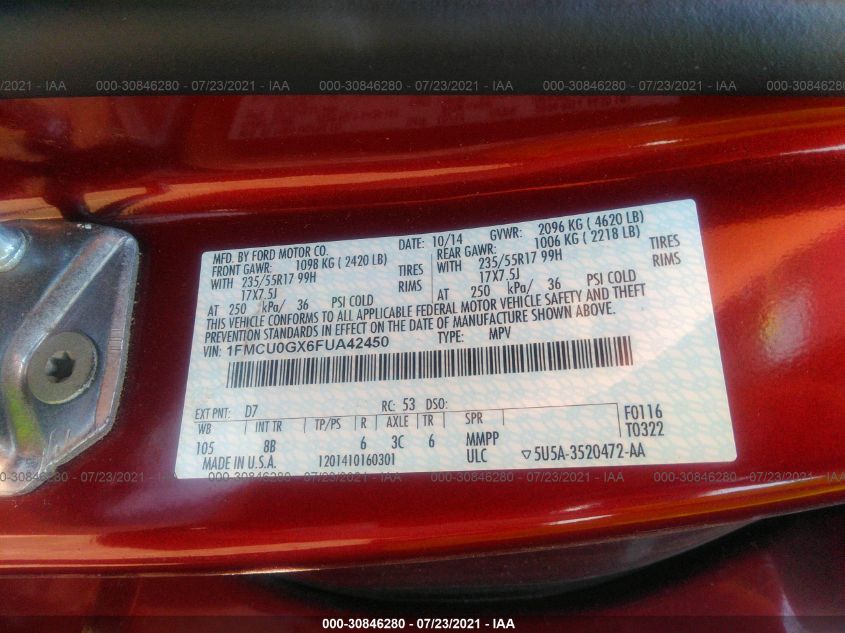 000-30846280 - 07/23/2021 - IAA
000-30846280 - 07/23/2021 - IAA
000-30846280 - 07/23/2021 - IAA
MFD. BY FORD MOTOR CO. DATE: 10/14 GVWR: 2096 KG ( 4620 LB)
FRONT GAWR: 1098 KG ( 2420 LB) REAR GAWR: 1006 KG ( 2218 LB)
WITH 235/55R17 99H TIRES WITH 235/55R17 99H TIRES
17X7.5J RIMS 17X7.5J RIMS
AT 250 kPa/ 36 PSI COLD AT 250 kPa/ 36 PSI COLD
THIS VEHICLE CONFORMS TO ALL APPLICABLE FEDERAL MOTOR VEHICLE SAFETY AND THEFT
PREVENTION STANDARDS IN EFFECT ON THE DATE OF MANUFACTURE SHOWN ABOVE.
VIN: 1FMCU0GX6FUA42450 TYPE: MPV
EXT PNT: D7 RC: 53 DSO:
WB INT TR TP/PS R AXLE TR SPR
105 8B 6 3C 6 MMPP
ULC
F0116
T0322
MADE IN U.S.A. 1201410160301 ▽5U5A-3520472-AA
000-30846280 - 07/23/2021 - IAA
000-30846280 - 07/23/2021 - IAA
000-30846280 - 07/23/2021 - IAA
000-30846280 - 07/23/2021 - IAA